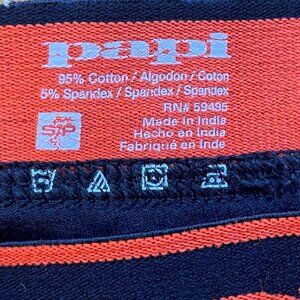 papi
95% Cotton / Algodon / Coton
5% Spandex / Spandex / Spandex
RN# 59495
Made in India
Hecho en India
Fabriqué en Inde